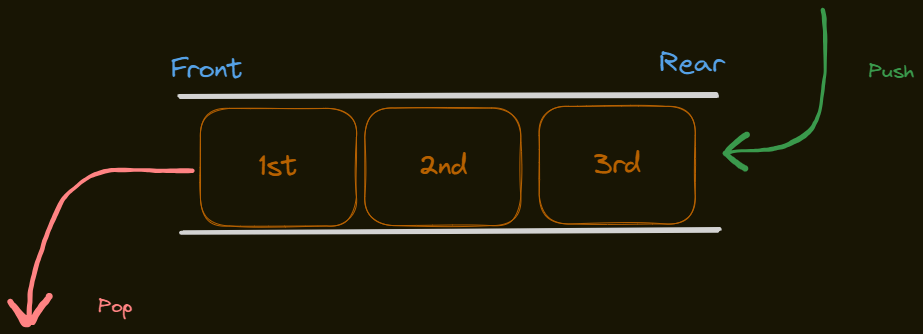 Front
Rear
Push
1st
2nd
3rd
Pop